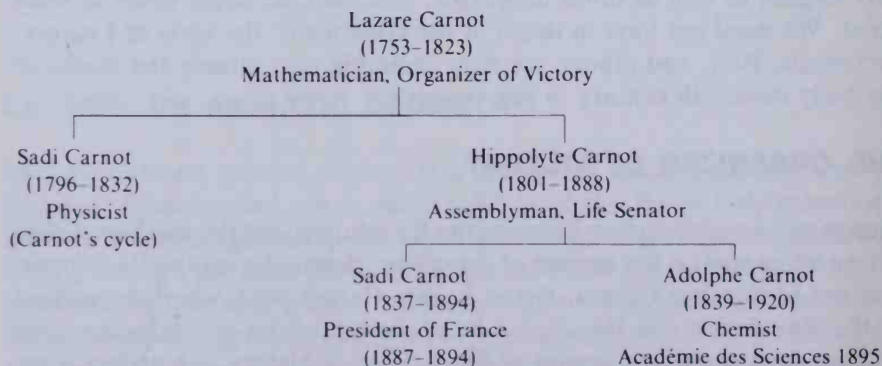 Lazare Carnot
(1753–1823)
Mathematician, Organizer of Victory
Sadi Carnot
(1796–1832)
Physicist
(Carnot's cycle)
Hippolyte Carnot
(1801–1888)
Assemblyman, Life Senator
Sadi Carnot
(1837–1894)
President of France
(1887–1894)
Adolphe Carnot
(1839–1920)
Chemist
Académie des Sciences 1895